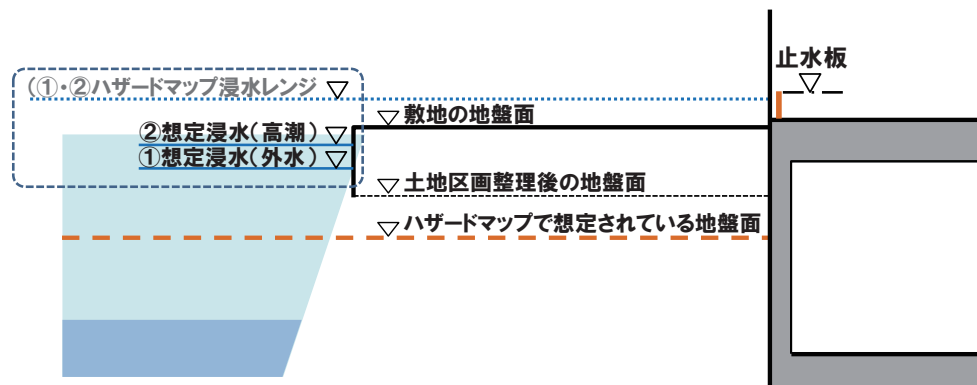 止水板
(①・②ハザードマップ浸水レンジ
敷地の地盤面
②想定浸水(高潮)
①想定浸水(外水)
土地区画整理後の地盤面
ハザードマップで想定されている地盤面